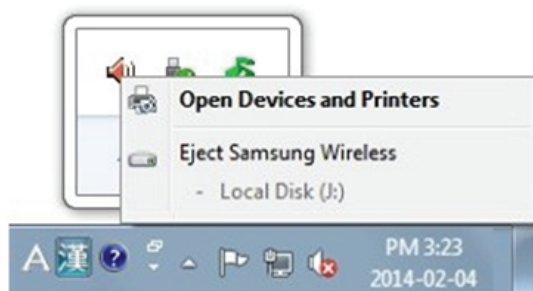 Open Devices and Printers
Eject Samsung Wireless
- Local Disk (J:)
A 漢 ?
PM 3:23
2014-02-04